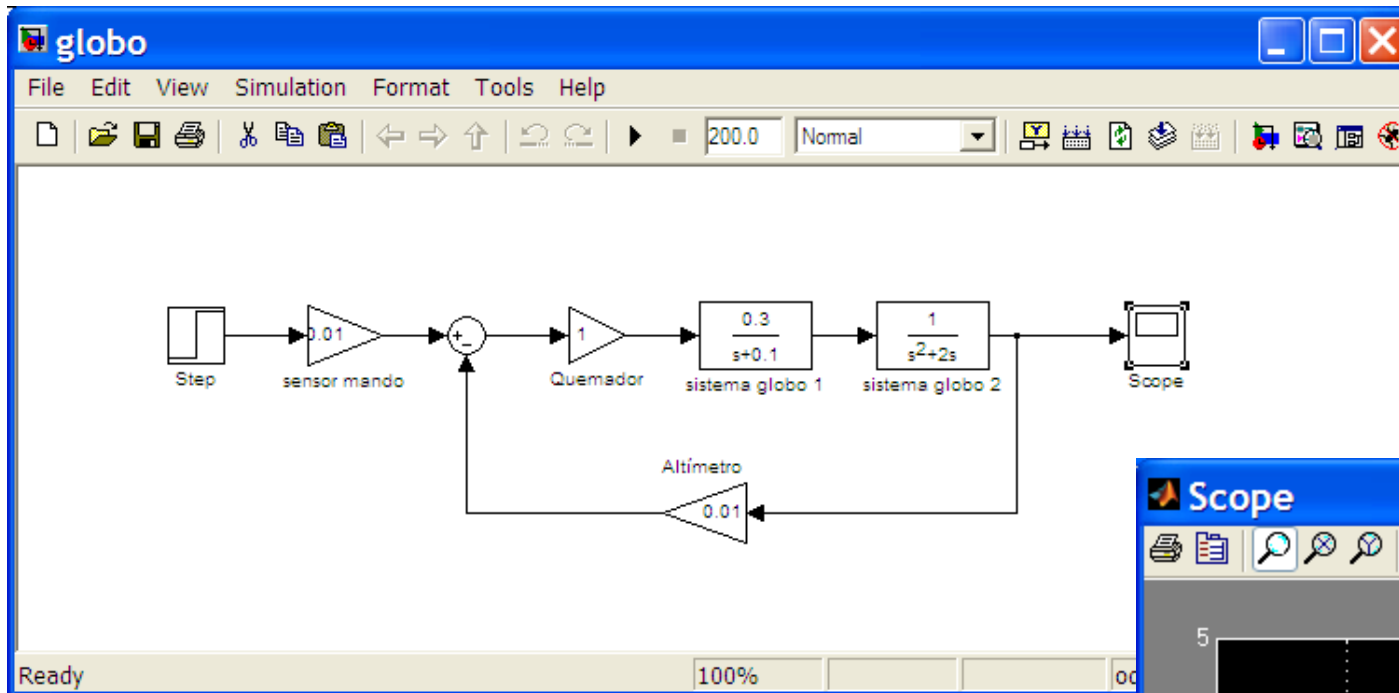 globo
File Edit View Simulation Format Tools Help
200.0 Normal
0.01
+
-
1
0.3
s+0.1
1
s²+2s
Step
sensor mando
Quemador
sistema globo 1
sistema globo 2
Scope
Altímetro
0.01
Scope
5
Ready
100%